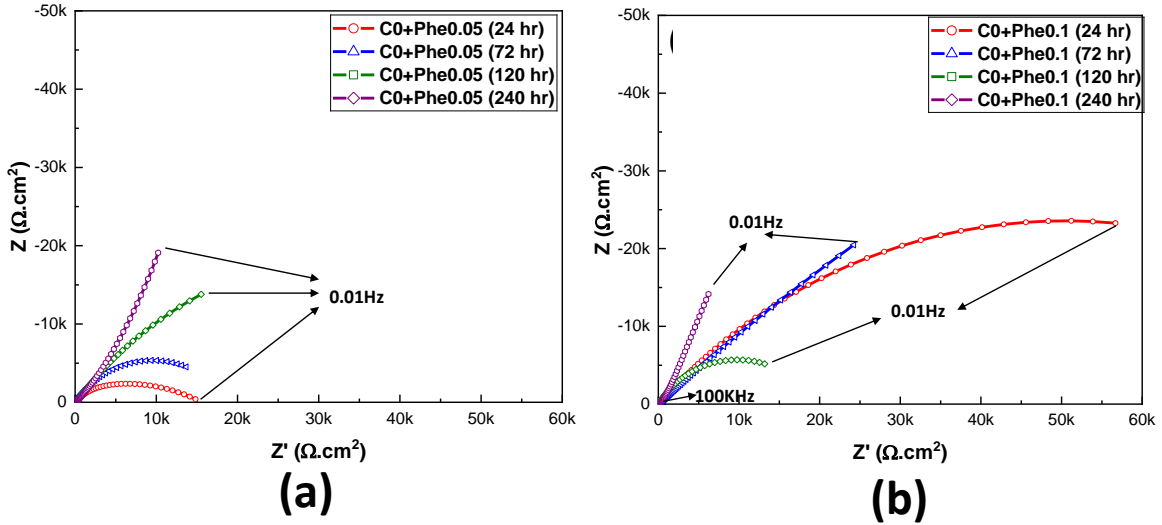 -50k
-40k
-30k
-20k
-10k
0
0
10k
20k
30k
40k
50k
60k
Z (Ω.cm²)
Z' (Ω.cm²)
C0+Phe0.05 (24 hr)
C0+Phe0.05 (72 hr)
C0+Phe0.05 (120 hr)
C0+Phe0.05 (240 hr)
0.01Hz
(a)
-50k
-40k
-30k
-20k
-10k
0
0
10k
20k
30k
40k
50k
60k
Z (Ω.cm²)
Z' (Ω.cm²)
(
C0+Phe0.1 (24 hr)
C0+Phe0.1 (72 hr)
C0+Phe0.1 (120 hr)
C0+Phe0.1 (240 hr)
0.01Hz
0.01Hz
100KHz
(b)